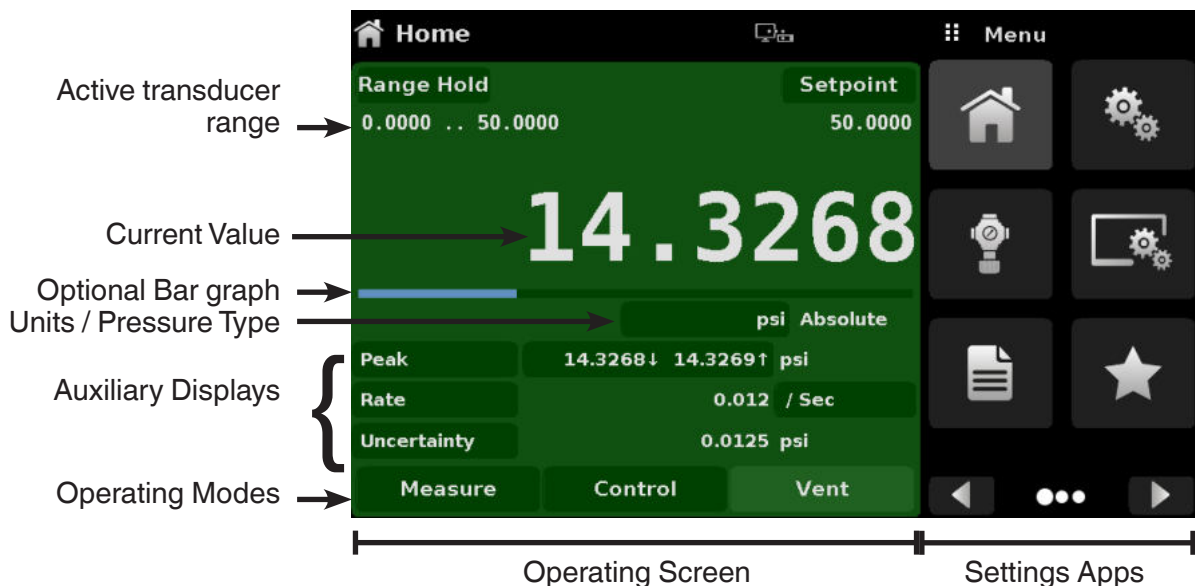 Home
Menu
Active transducer
range
Range Hold
Setpoint
0.0000 .. 50.0000
50.0000
Current Value
14.3268
Optional Bar graph
Units / Pressure Type
psi Absolute
Auxiliary Displays
Peak 14.3268↓ 14.3269↑ psi
Rate 0.012 / Sec
Uncertainty 0.0125 psi
Operating Modes
Measure Control Vent
Operating Screen
Settings Apps